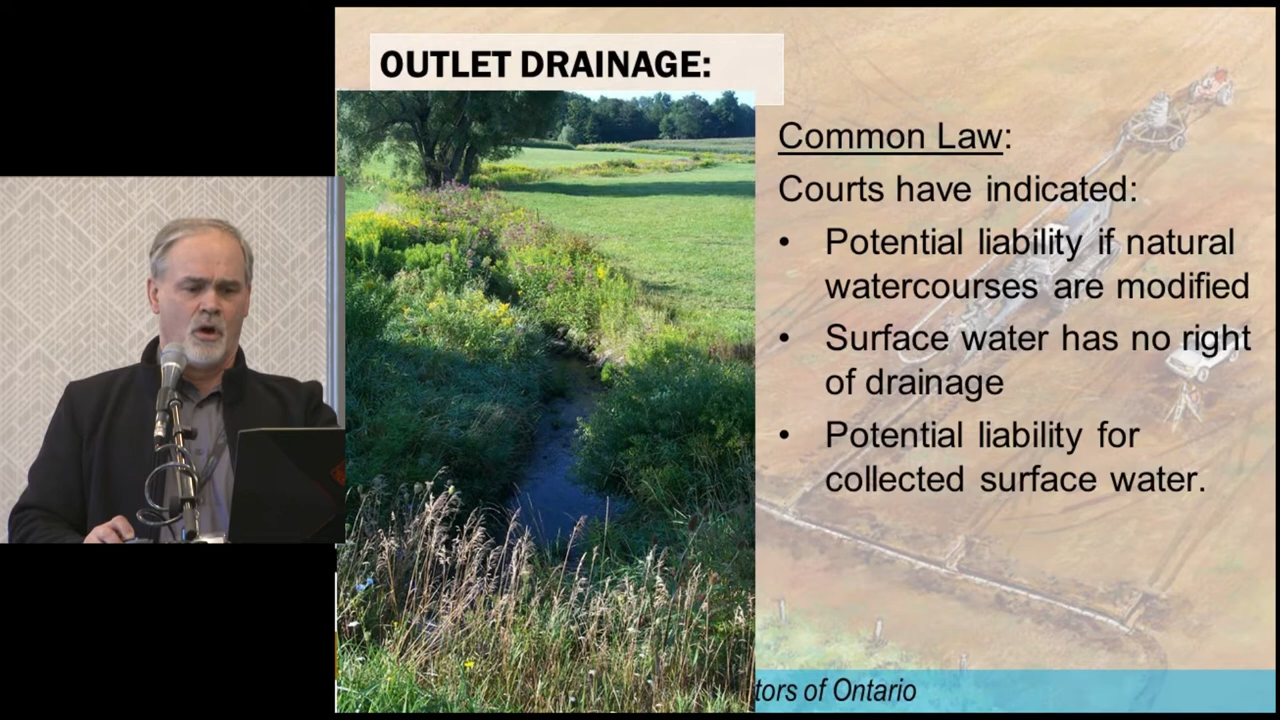 OUTLET DRAINAGE:
Common Law:
Courts have indicated:
• Potential liability if natural
watercourses are modified
• Surface water has no right
of drainage
• Potential liability for
collected surface water.
tors of Ontario